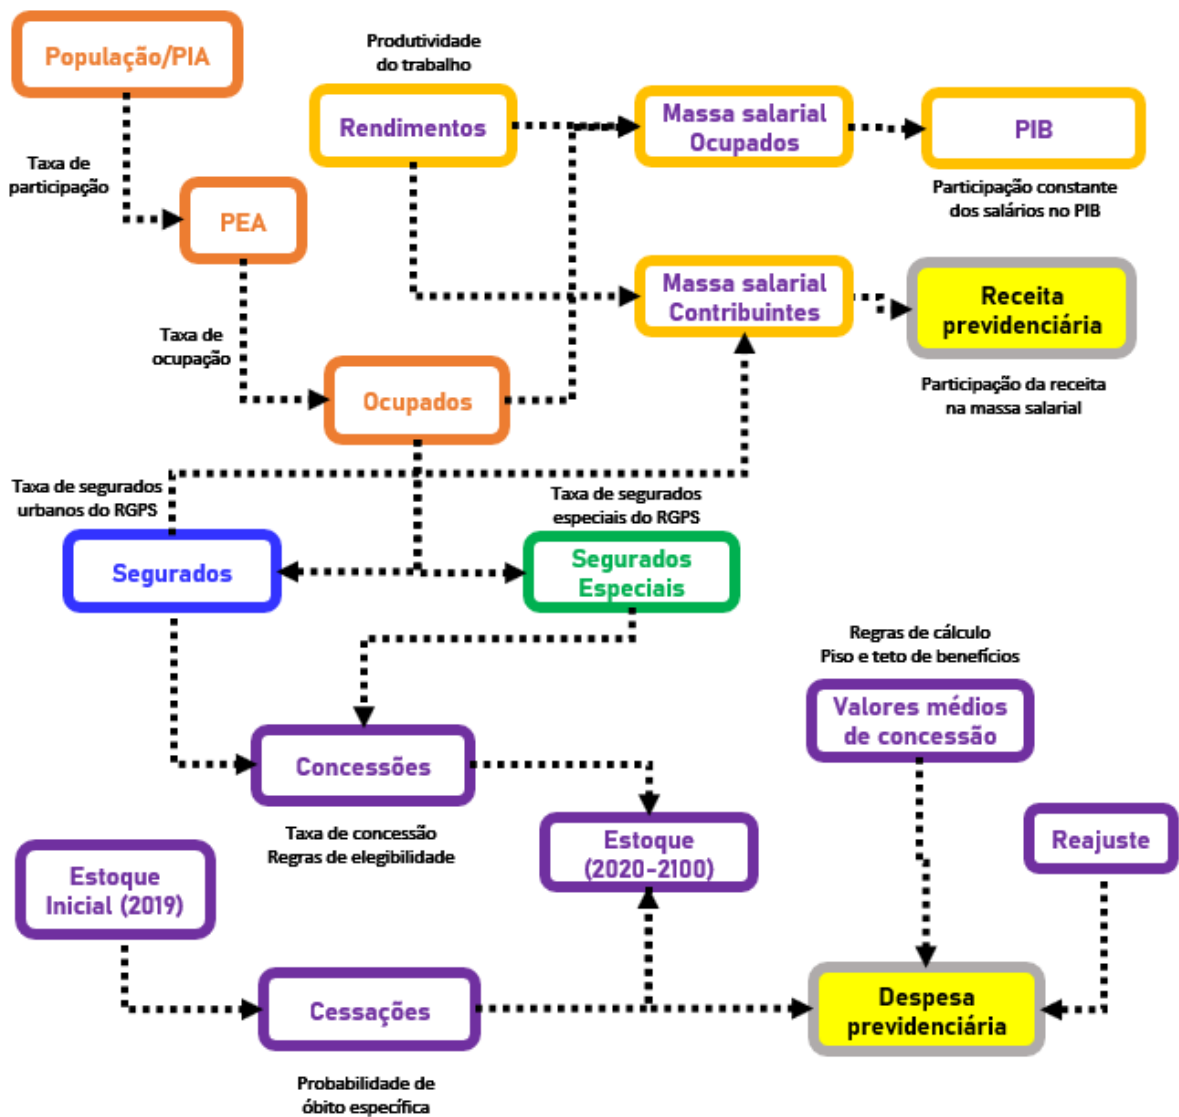 População/PIA
Produtividade
do trabalho
Rendimentos
Massa salarial
Ocupados
PIB
Taxa de
participação
Participação constante
dos salários no PIB
PEA
Massa salarial
Contribuintes
Receita
previdenciária
Taxa de
ocupação
Participação da receita
na massa salarial
Ocupados
Taxa de segurados
urbanos do RGPS
Taxa de segurados
especiais do RGPS
Segurados
Segurados
Especiais
Regras de cálculo
Piso e teto de benefícios
Valores médios
de concessão
Concessões
Taxa de concessão
Regras de elegibilidade
Estoque
(2020-2100)
Reajuste
Estoque
Inicial (2019)
Cessações
Despesa
previdenciária
Probabilidade de
óbito específica